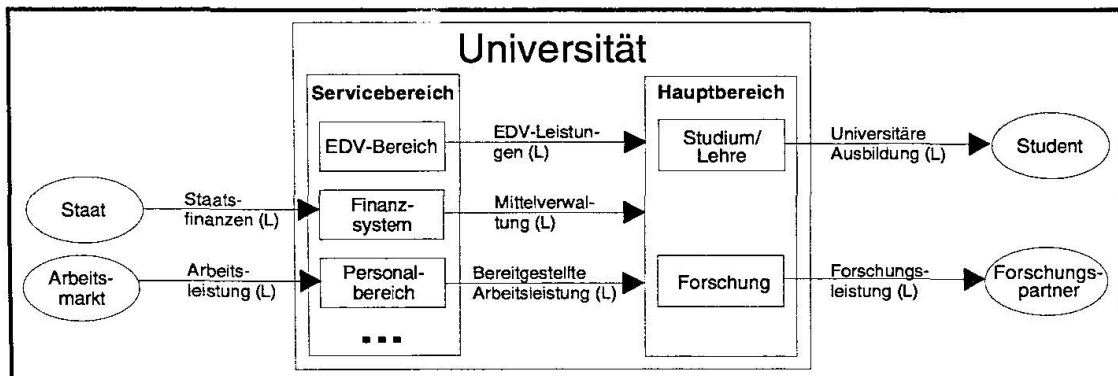 Universität
Servicebereich
Hauptbereich
EDV-Bereich
EDV-Leistun-
gen (L)
Studium/
Lehre
Universitäre
Ausbildung (L)
Student
Staat
Staats-
finanzen (L)
Finanz-
system
Mittelverwal-
tung (L)
Arbeits-
markt
Arbeits-
leistung (L)
Personal-
bereich
Bereitgestellte
Arbeitsleistung (L)
Forschung
Forschungs-
leistung (L)
Forschungs-
partner
...